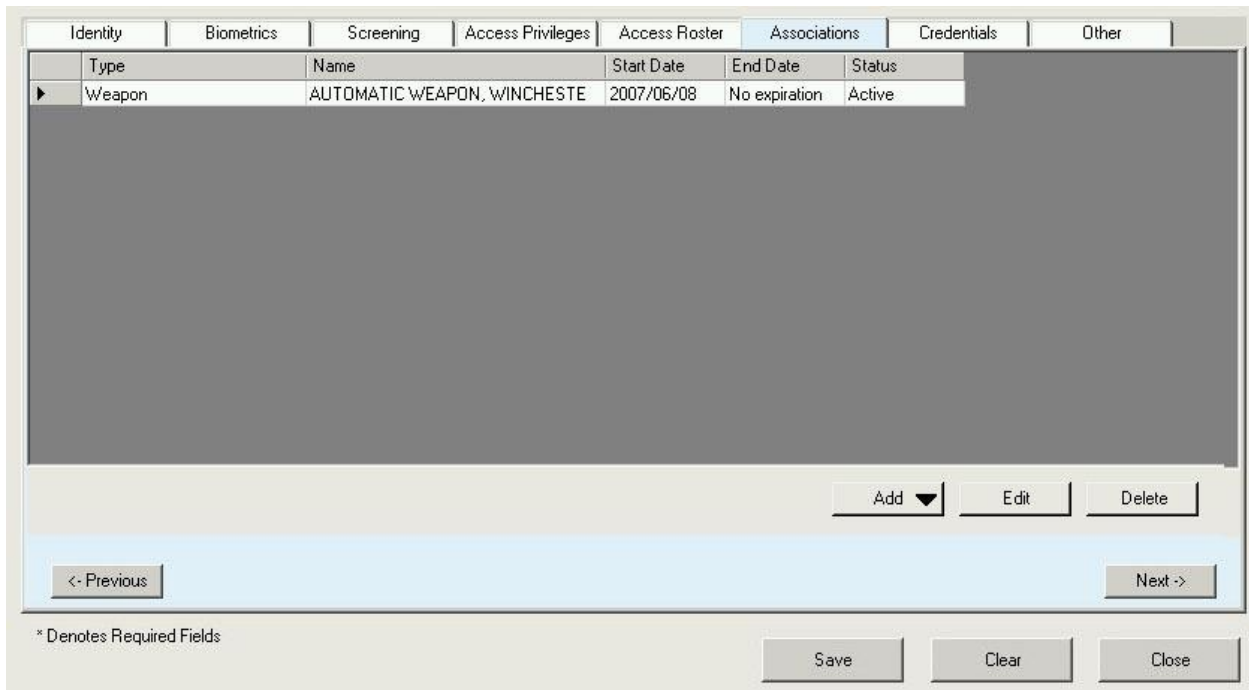 Identity Biometrics Screening Access Privileges Access Roster Associations Credentials Other
Type Name Start Date End Date Status
Weapon AUTOMATIC WEAPON, WINCHESTE 2007/06/08 No expiration Active
Add Edit Delete
<- Previous Next ->
* Denotes Required Fields
Save Clear Close